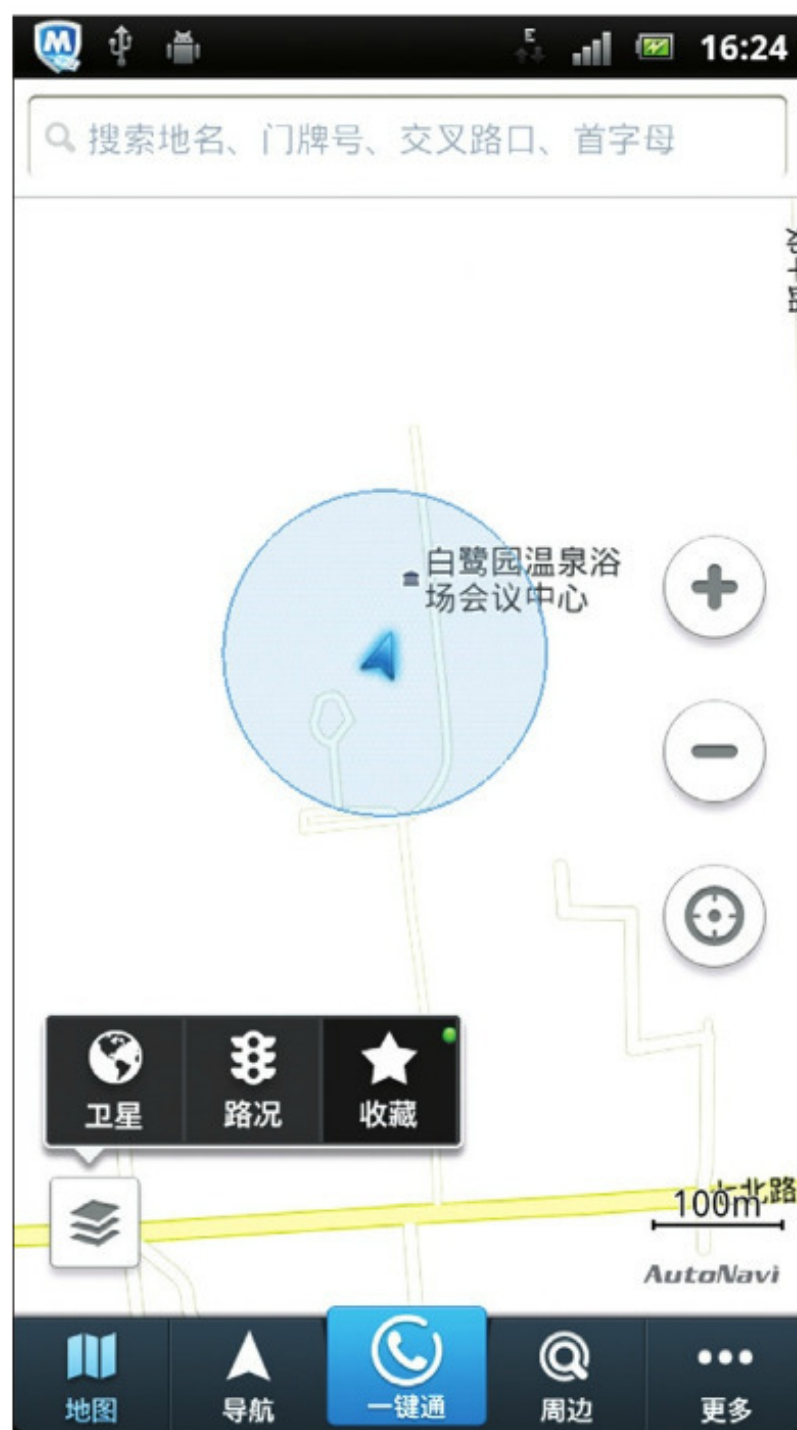 M
E
16:24
搜索地名、门牌号、交叉路口、首字母
白鹭园温泉浴
场会议中心
卫星
路况
收藏
北路
100m
AutoNavi
地图
导航
一键通
周边
更多